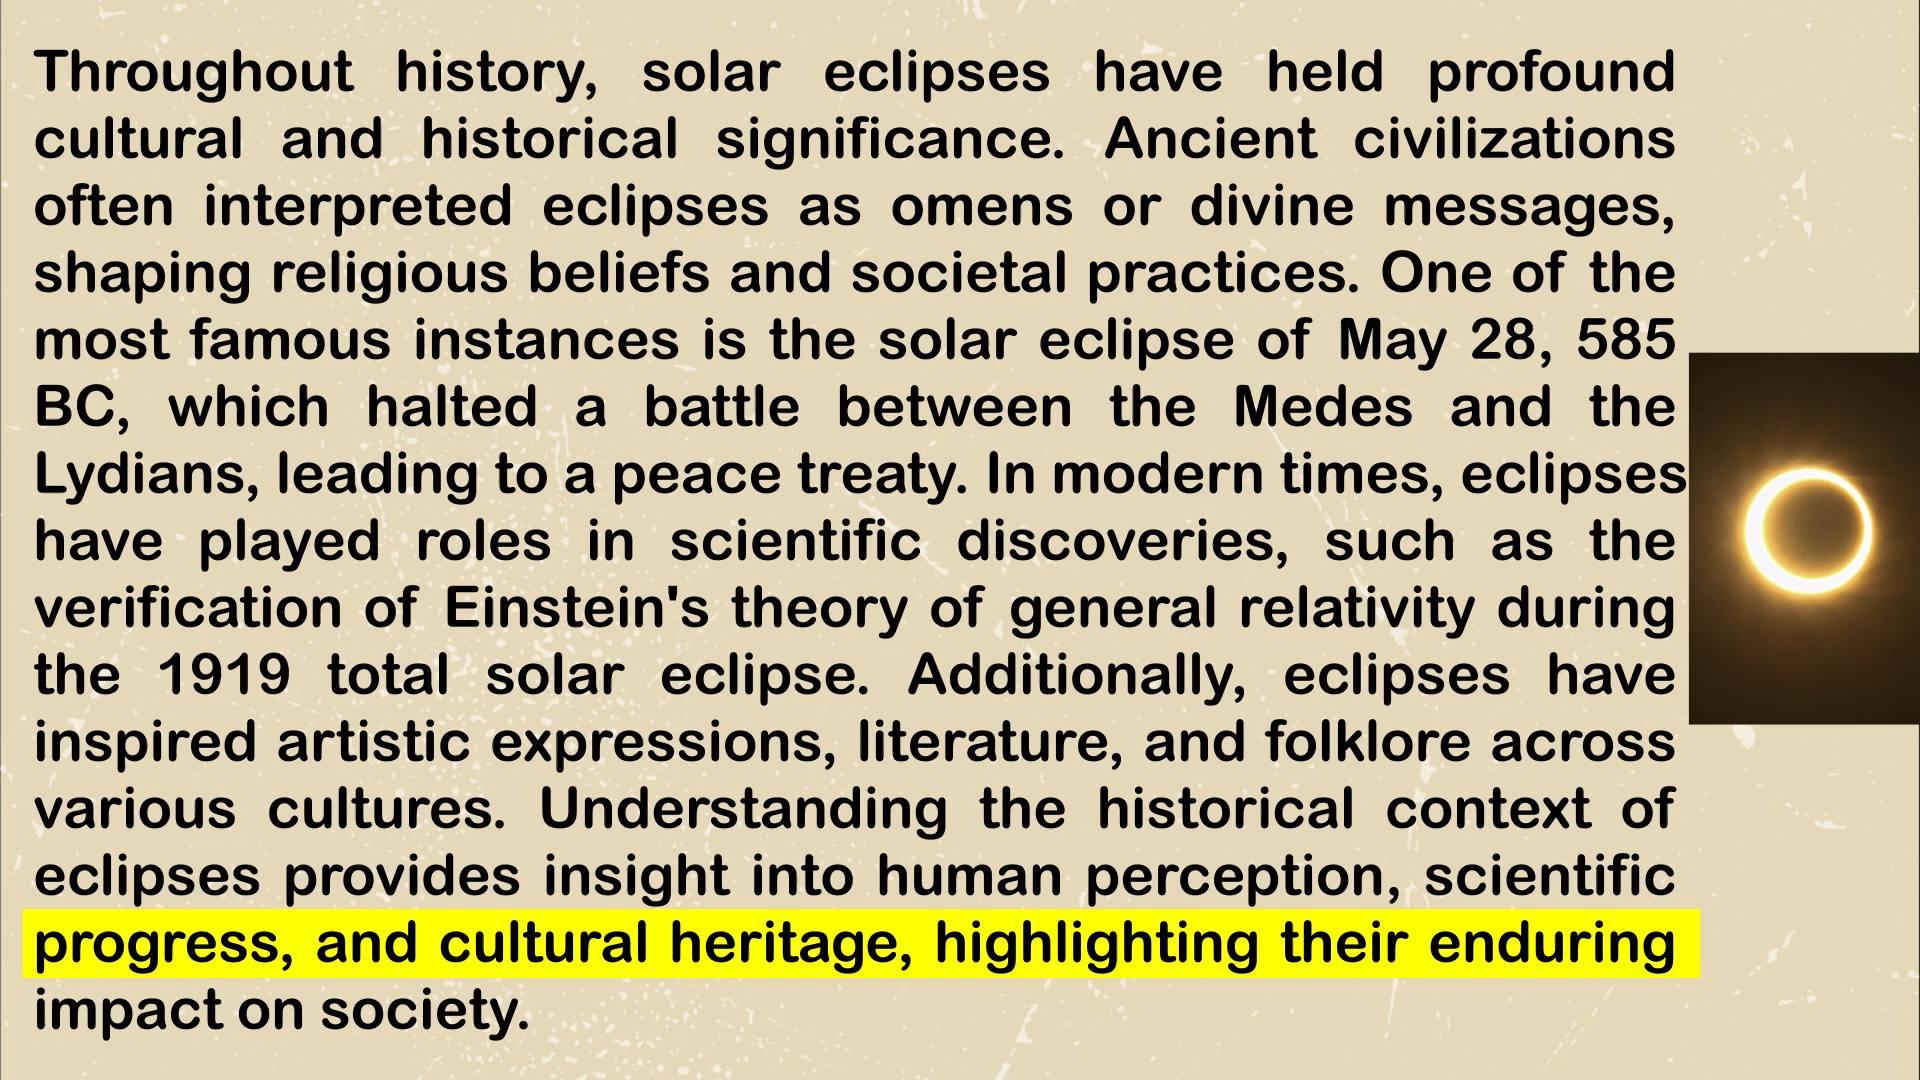 Throughout history, solar eclipses have held profound
cultural and historical significance. Ancient civilizations
often interpreted eclipses as omens or divine messages,
shaping religious beliefs and societal practices. One of the
most famous instances is the solar eclipse of May 28, 585
BC, which halted a battle between the Medes and the
Lydians, leading to a peace treaty. In modern times, eclipses
have played roles in scientific discoveries, such as the
verification of Einstein's theory of general relativity during
the 1919 total solar eclipse. Additionally, eclipses have
inspired artistic expressions, literature, and folklore across
various cultures. Understanding the historical context of
eclipses provides insight into human perception, scientific
progress, and cultural heritage, highlighting their enduring
impact on society.